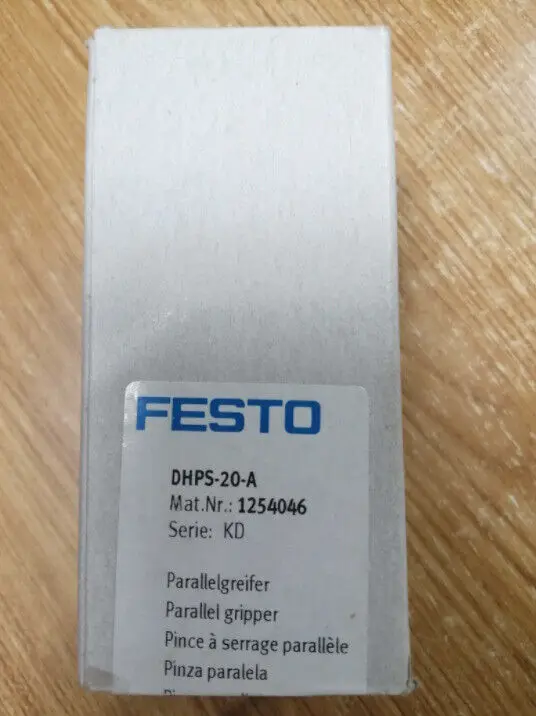 FESTO
DHPS-20-A
Mat.Nr.: 1254046
Serie: KD
Parallelgreifer
Parallel gripper
Pince à serrage parallèle
Pinza paralela